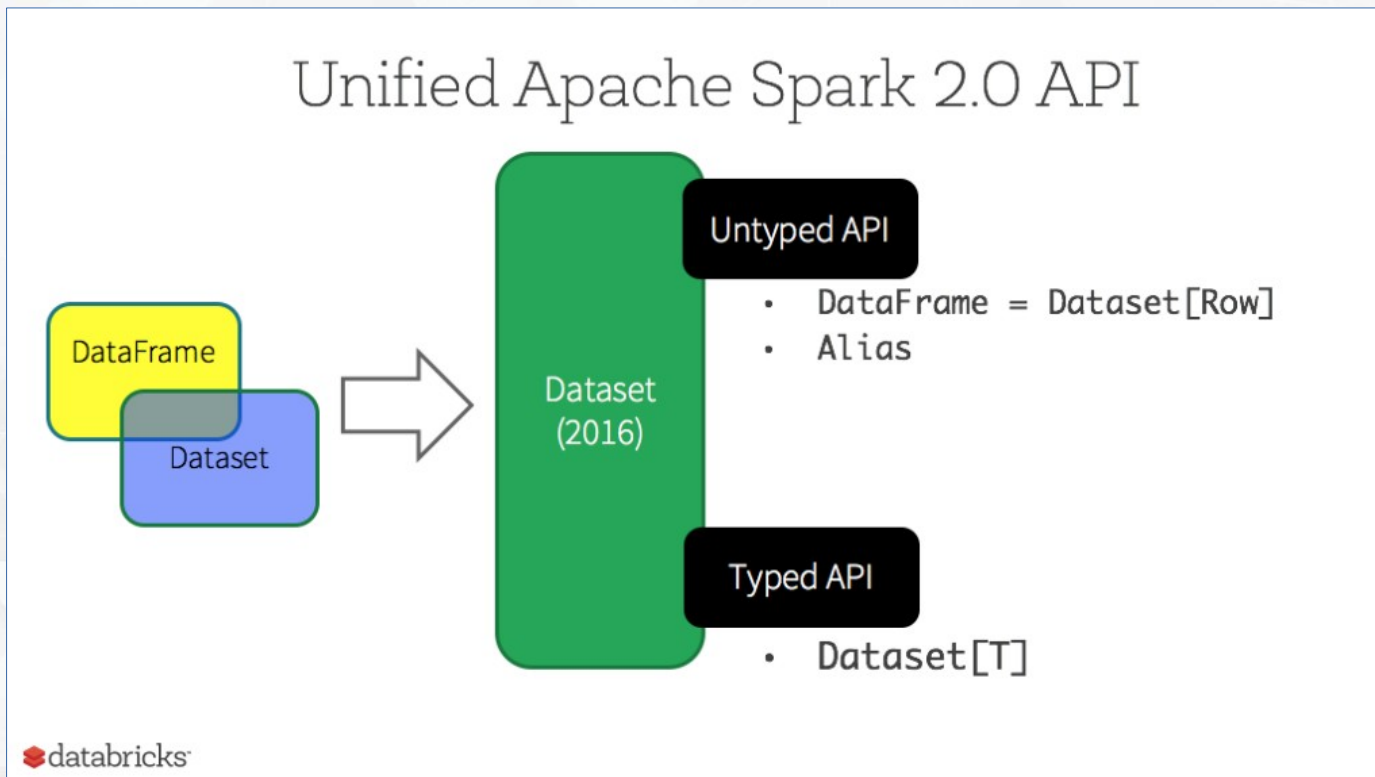 Unified Apache Spark 2.0 API
DataFrame
Dataset
Dataset
(2016)
Untyped API
• DataFrame = Dataset[Row]
• Alias
Typed API
• Dataset[T]
databricks